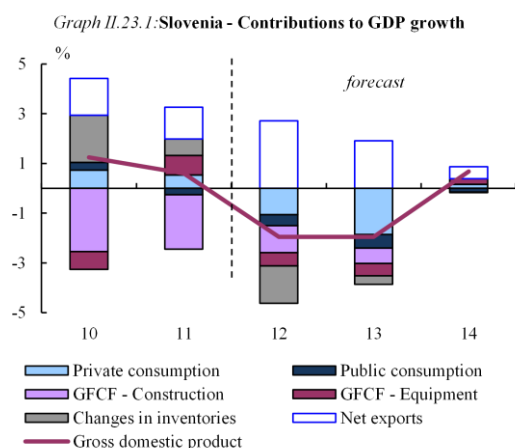 Graph II.23.1:Slovenia - Contributions to GDP growth
%
forecast
5
3
1
-1
-3
-5
10 11 12 13 14
Private consumption Public consumption
GFCF - Construction GFCF - Equipment
Changes in inventories Net exports
Gross domestic product